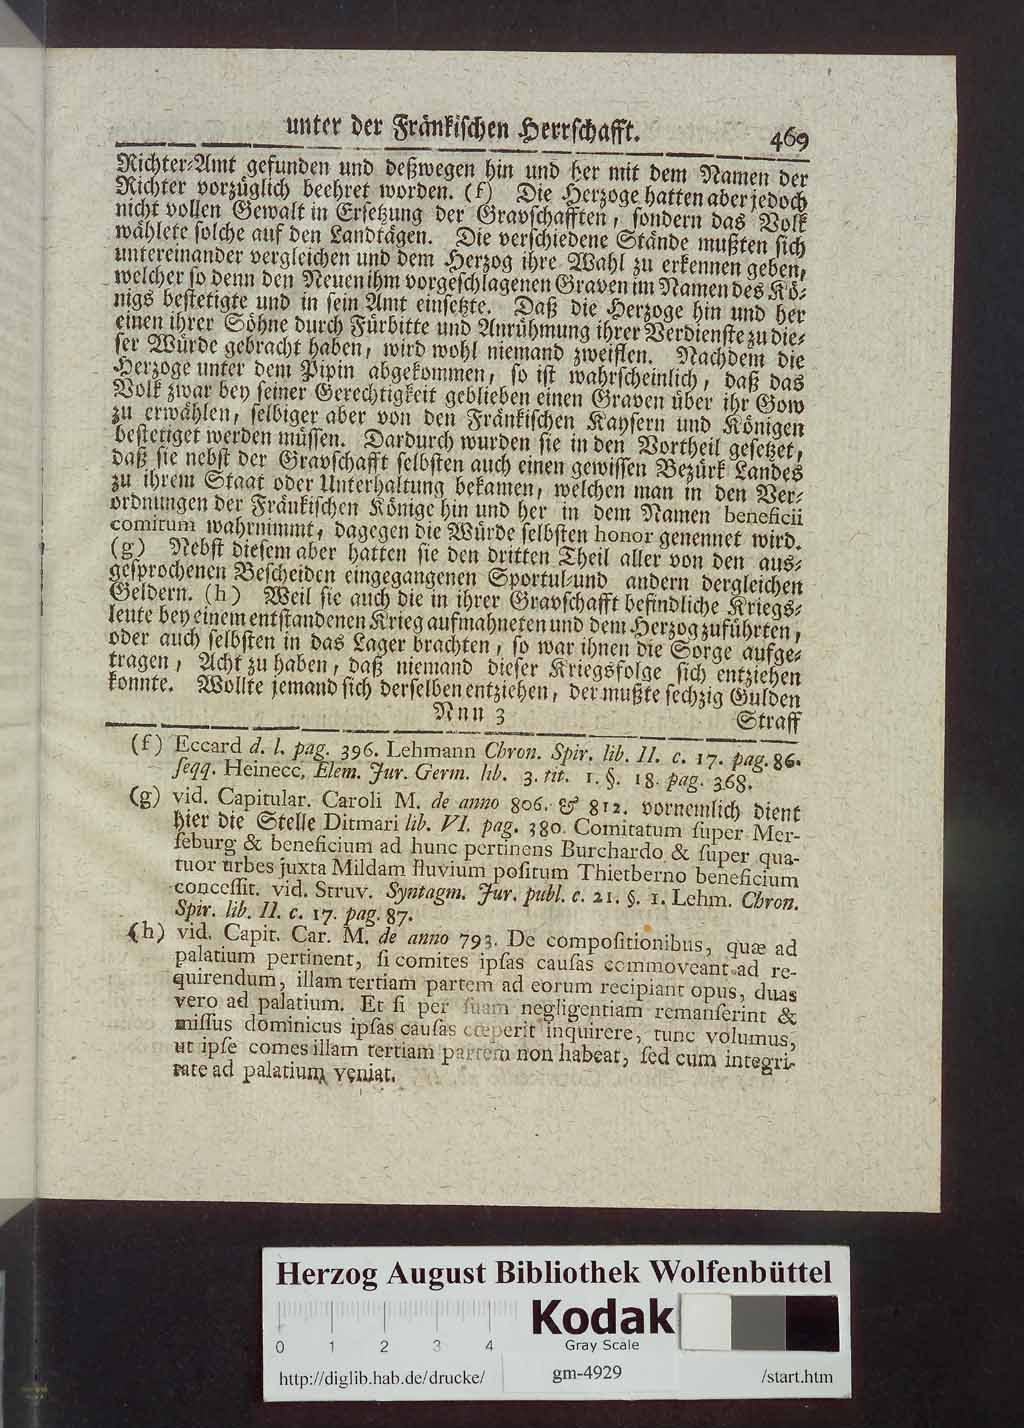 unter der Fränkischen Herrschafft. 469
Richter-Amt gefunden und deßwegen hin und her mit dem Namen der
Richter vorzüglich beehret worden. (f) Die Herzoge hatten aber jedoch
nicht vollen Gewalt in Ersetzung der Gravschafften, sondern das Volk
wählete solche auf den Landtägen. Die verschiedene Stände mußten sich
untereinander vergleichen und dem Herzog ihre Wahl zu erkennen geben,
welcher so denn den Neuen ihm vorgeschlagenen Graven im Namen des Kö-
nigs bestetigte und in sein Amt einsetzte. Daß die Herzoge hin und her
einen ihrer Söhne durch Fürbitte und Anrühmung ihrer Verdienste zu die-
ser Würde gebracht haben, wird wohl niemand zweiflen. Nachdem die
Herzoge unter dem Pipin abgekommen, so ist wahrscheinlich, daß das
Volk zwar bey seiner Gerechtigkeit geblieben einen Graven über ihr Gow
zu erwählen, selbiger aber von den Fränkischen Kaysern und Königen
bestetiget werden müssen. Dardurch wurden sie in den Vortheil gesetzet,
daß sie nebst der Gravschafft selbsten auch einen gewissen Bezürk Landes
zu ihrem Staat oder Unterhaltung bekamen, welchen man in den Ver-
ordnungen der Fränkischen Könige hin und her in dem Namen beneficii
comitum wahrnimmt, dagegen die Würde selbsten honor genennet wird.
(g) Nebst diesem aber hatten sie den dritten Theil aller von den aus-
gesprochenen Bescheiden eingegangenen Sportul-und andern dergleichen
Geldern. (h) Weil sie auch die in ihrer Gravschafft befindliche Kriegs-
leute bey einem entstandenen Krieg aufmahneten und dem Herzog zuführten,
oder auch selbsten in das Lager brachten, so war ihnen die Sorge aufge-
tragen, Acht zu haben, daß niemand dieser Kriegsfolge sich entziehen
konnte. Wollte jemand sich derselben entziehen, der mußte sechzig Gulden
Nnn 3 Straff
(f) Eccard d. l. pag. 396. Lehmann Chron. Spir. lib. II. c. 17. pag. 86.
seqq. Heinecc, Elem. Jur. Germ. lib. 3. tit. 1. §. 18. pag. 368.
(g) vid. Capitular. Caroli M. de anno 806. & 812. vornemlich dient
hier die Stelle Ditmari lib. VI. pag. 380. Comitatum super Mer-
seburg & beneficium ad hunc pertinens Burchardo & super qua-
tuor urbes juxta Mildam fluvium positum Thietberno beneficium
concessit. vid. Struv. Syntagm. Jur. publ. c. 21. §. 1. Lehm. Chron.
Spir. lib. II. c. 17. pag. 87.
(h) vid. Capit. Car. M. de anno 793. De compositionibus, quæ ad
palatium pertinent, si comites ipsas causas commoveant ad re-
quirendum, illam tertiam partem ad eorum recipiant opus, duas
vero ad palatium. Et si per suam negligentiam remanserint &
missus dominicus ipsas causas cœperit inquirere, tunc volumus,
ut ipse comes illam tertiam partem non habeat, sed cum integri-
tate ad palatium veniat.
Herzog August Bibliothek Wolfenbüttel
Kodak
Gray Scale
0 1 2 3 4
http://diglib.hab.de/drucke/ gm-4929 /start.htm